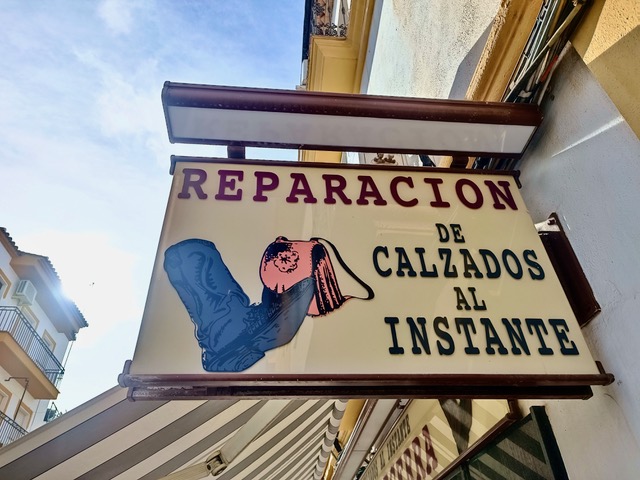 REPARACION
DE
CALZADOS
AL
INSTANTE